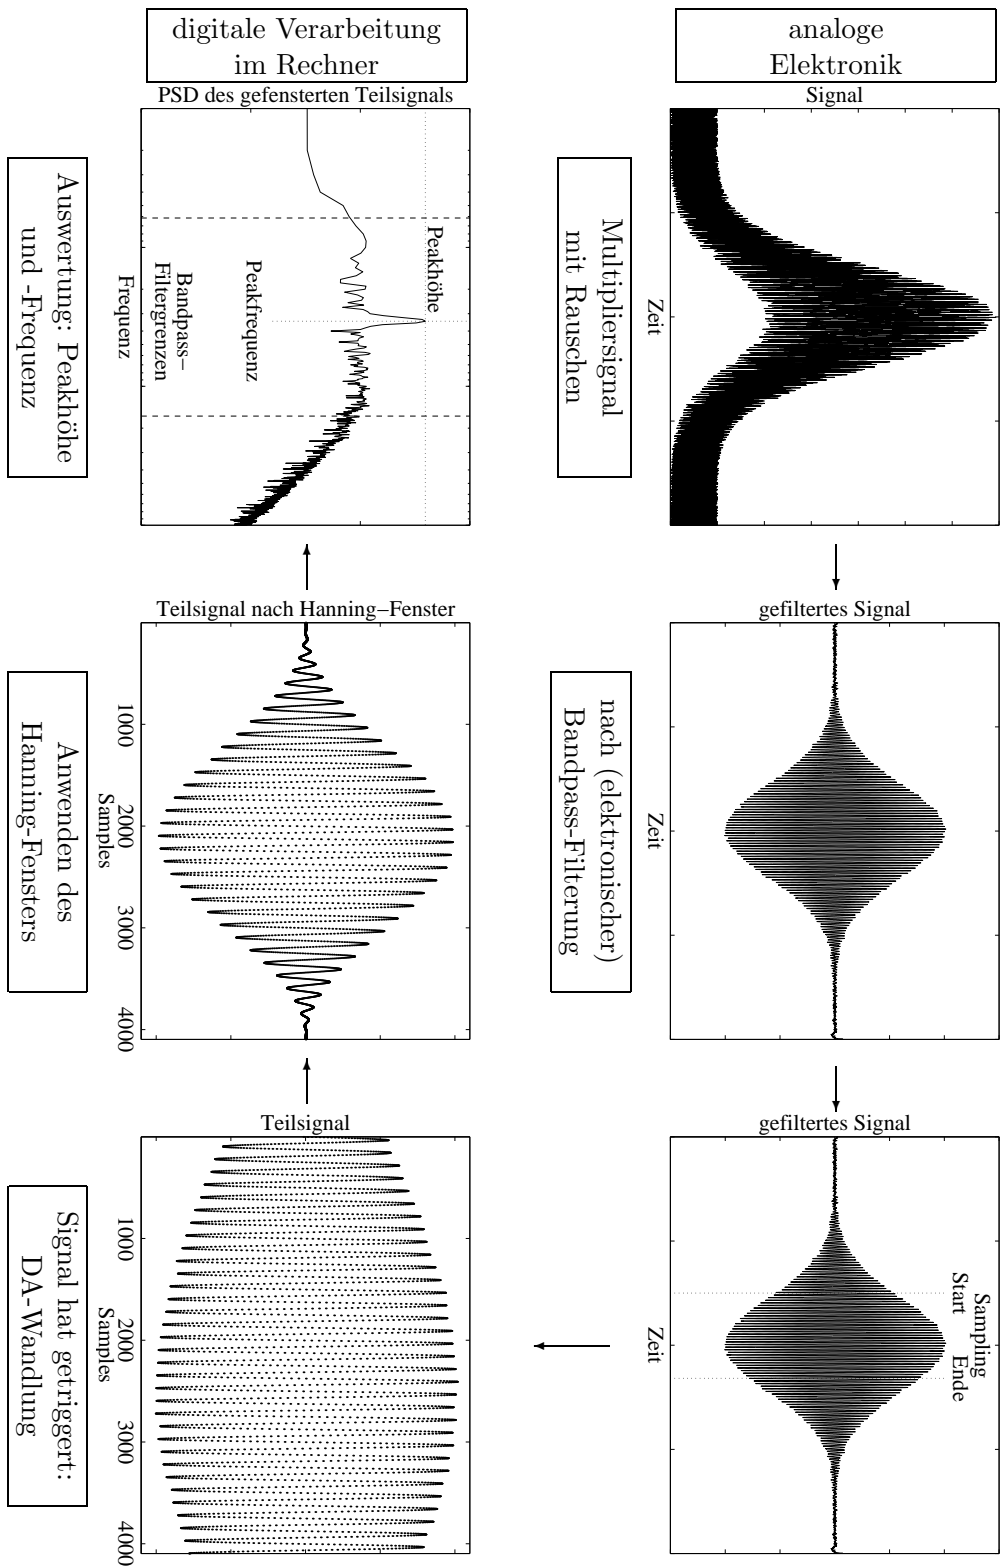 analoge
Elektronik
Signal
Zeit
Multipliersignal
mit Rauschen
gefiltertes Signal
Zeit
nach (elektronischer)
Bandpass-Filterung
gefiltertes Signal
Sampling
Start Ende
Zeit
digitale Verarbeitung
im Rechner
PSD des gefensterten Teilsignals
Peakhöhe
Peakfrequenz
Bandpass–
Filtergrenzen
Frequenz
Auswertung: Peakhöhe
und -Frequenz
Teilsignal nach Hanning–Fenster
1000 2000 3000 4000
Samples
Anwenden des
Hanning-Fensters
Teilsignal
1000 2000 3000 4000
Samples
Signal hat getriggert:
DA-Wandlung